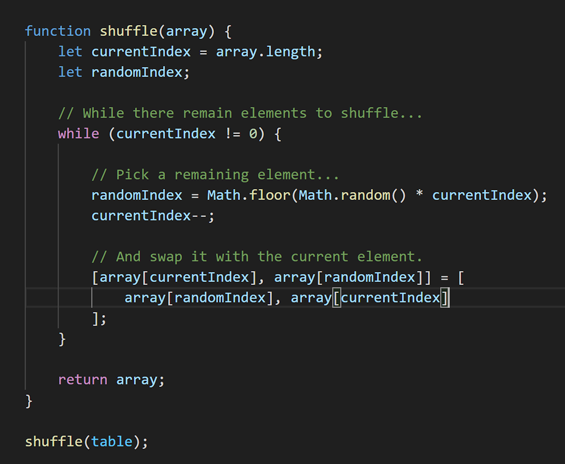 function shuffle(array) {
    let currentIndex = array.length;
    let randomIndex;

    // While there remain elements to shuffle...
    while (currentIndex != 0) {

        // Pick a remaining element...
        randomIndex = Math.floor(Math.random() * currentIndex);
        currentIndex--;

        // And swap it with the current element.
        [array[currentIndex], array[randomIndex]] = [
            array[randomIndex], array[currentIndex]
        ];
    }

    return array;
}

shuffle(table);